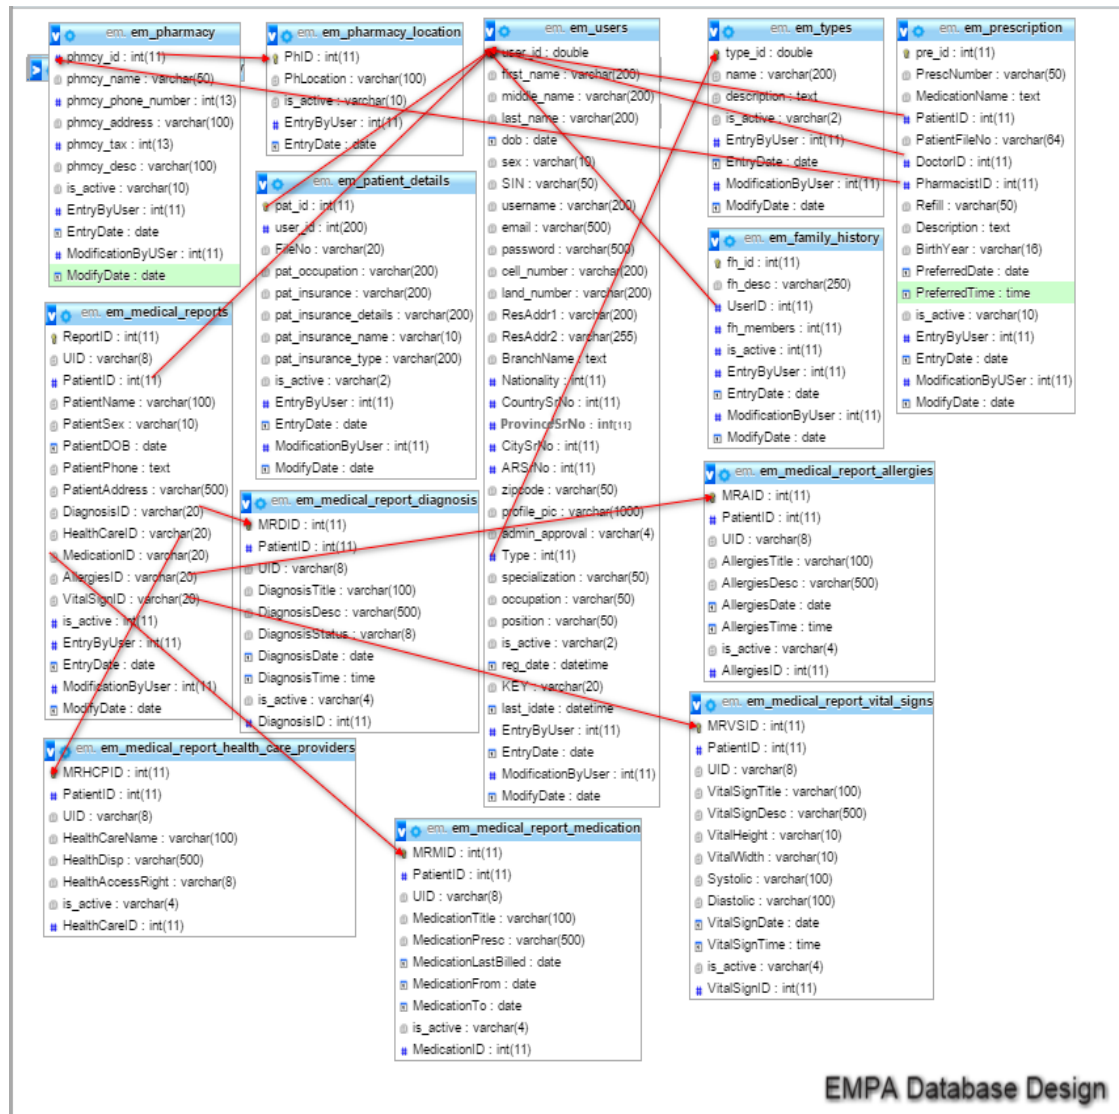 em. em_pharmacy
phmcy_id : int(11)
phmcy_name : varchar(50)
phmcy_phone_number : int(13)
phmcy_address : varchar(100)
phmcy_tax : int(13)
phmcy_desc : varchar(100)
is_active : varchar(10)
EntryByUser : int(11)
EntryDate : date
ModificationByUSer : int(11)
ModifyDate : date
em. em_pharmacy_location
PhID : int(11)
PhLocation : varchar(100)
is_active : varchar(10)
EntryByUser : int(11)
EntryDate : date
em. em_users
user_id : double
first_name : varchar(200)
middle_name : varchar(200)
last_name : varchar(200)
dob : date
sex : varchar(10)
SIN : varchar(50)
username : varchar(200)
email : varchar(500)
password : varchar(500)
cell_number : varchar(200)
land_number : varchar(200)
ResAddr1 : varchar(200)
ResAddr2 : varchar(255)
BranchName : text
Nationality : int(11)
CountrySrNo : int(11)
ProvinceSrNo : int(11)
CitySrNo : int(11)
ARSrNo : int(11)
zipcode : varchar(50)
profile_pic : varchar(1000)
admin_approval : varchar(4)
Type : int(11)
specialization : varchar(50)
occupation : varchar(50)
position : varchar(50)
is_active : varchar(2)
reg_date : datetime
KEY : varchar(20)
last_idate : datetime
EntryByUser : int(11)
EntryDate : date
ModificationByUser : int(11)
ModifyDate : date
em. em_types
type_id : double
name : varchar(200)
description : text
is_active : varchar(2)
EntryByUser : int(11)
EntryDate : date
ModificationByUser : int(11)
ModifyDate : date
em. em_prescription
pre_id : int(11)
PrescNumber : varchar(50)
MedicationName : text
PatientID : int(11)
PatientFileNo : varchar(64)
DoctorID : int(11)
PharmacistID : int(11)
Refill : varchar(50)
Description : text
BirthYear : varchar(16)
PreferredDate : date
PreferredTime : time
is_active : varchar(10)
EntryByUser : int(11)
EntryDate : date
ModificationByUSer : int(11)
ModifyDate : date
em. em_patient_details
pat_id : int(11)
user_id : int(200)
FileNo : varchar(20)
pat_occupation : varchar(200)
pat_insurance : varchar(200)
pat_insurance_details : varchar(200)
pat_insurance_name : varchar(10)
pat_insurance_type : varchar(200)
is_active : varchar(2)
EntryByUser : int(11)
EntryDate : date
ModificationByUser : int(11)
ModifyDate : date
em. em_family_history
fh_id : int(11)
fh_desc : varchar(250)
UserID : int(11)
fh_members : int(11)
is_active : int(11)
EntryByUser : int(11)
EntryDate : date
ModificationByUser : int(11)
ModifyDate : date
em. em_medical_reports
ReportID : int(11)
UID : varchar(8)
PatientID : int(11)
PatientName : varchar(100)
PatientSex : varchar(10)
PatientDOB : date
PatientPhone : text
PatientAddress : varchar(500)
DiagnosisID : varchar(20)
HealthCareID : varchar(20)
MedicationID : varchar(20)
AllergiesID : varchar(20)
VitalSignID : varchar(20)
is_active : int(11)
EntryByUser : int(11)
EntryDate : date
ModificationByUser : int(11)
ModifyDate : date
em. em_medical_report_diagnosis
MRDID : int(11)
PatientID : int(11)
UID : varchar(8)
DiagnosisTitle : varchar(100)
DiagnosisDesc : varchar(500)
DiagnosisStatus : varchar(8)
DiagnosisDate : date
DiagnosisTime : time
is_active : varchar(4)
DiagnosisID : int(11)
em. em_medical_report_allergies
MRAID : int(11)
PatientID : int(11)
UID : varchar(8)
AllergiesTitle : varchar(100)
AllergiesDesc : varchar(500)
AllergiesDate : date
AllergiesTime : time
is_active : varchar(4)
AllergiesID : int(11)
em. em_medical_report_health_care_providers
MRHCPID : int(11)
PatientID : int(11)
UID : varchar(8)
HealthCareName : varchar(100)
HealthDisp : varchar(500)
HealthAccessRight : varchar(8)
is_active : varchar(4)
HealthCareID : int(11)
em. em_medical_report_vital_signs
MRVSID : int(11)
PatientID : int(11)
UID : varchar(8)
VitalSignTitle : varchar(100)
VitalSignDesc : varchar(500)
VitalHeight : varchar(10)
VitalWidth : varchar(10)
Systolic : varchar(100)
Diastolic : varchar(100)
VitalSignDate : date
VitalSignTime : time
is_active : varchar(4)
VitalSignID : int(11)
em. em_medical_report_medication
MRMID : int(11)
PatientID : int(11)
UID : varchar(8)
MedicationTitle : varchar(100)
MedicationPresc : varchar(500)
MedicationLastBilled : date
MedicationFrom : date
MedicationTo : date
is_active : varchar(4)
MedicationID : int(11)
EMPA Database Design